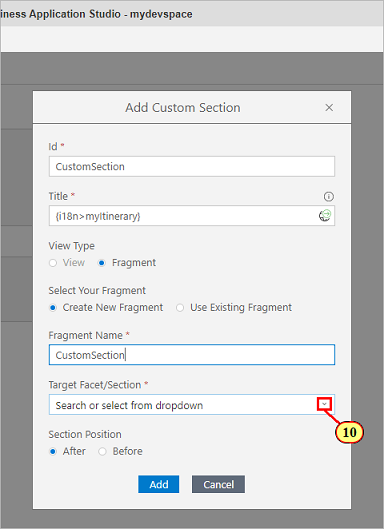 iness Application Studio - mydevspace
Add Custom Section
Id *
CustomSection
Title *
{i18n>myItinerary}
View Type
View Fragment
Select Your Fragment
Create New Fragment Use Existing Fragment
Fragment Name *
CustomSection
Target Facet/Section *
Search or select from dropdown
10
Section Position
After Before
Add Cancel